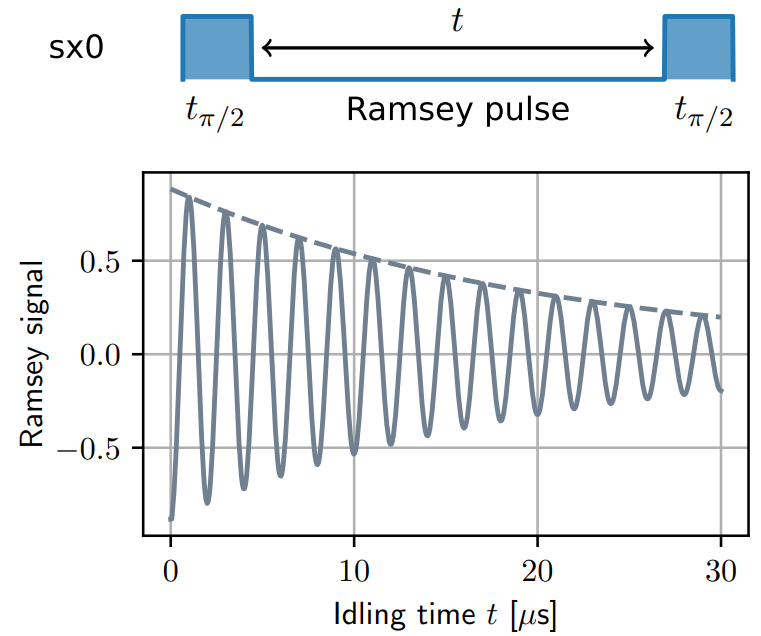 t
sx0
t_{π/2} Ramsey pulse t_{π/2}
0.5
0.0
−0.5
Ramsey signal
0 10 20 30
Idling time t [μs]